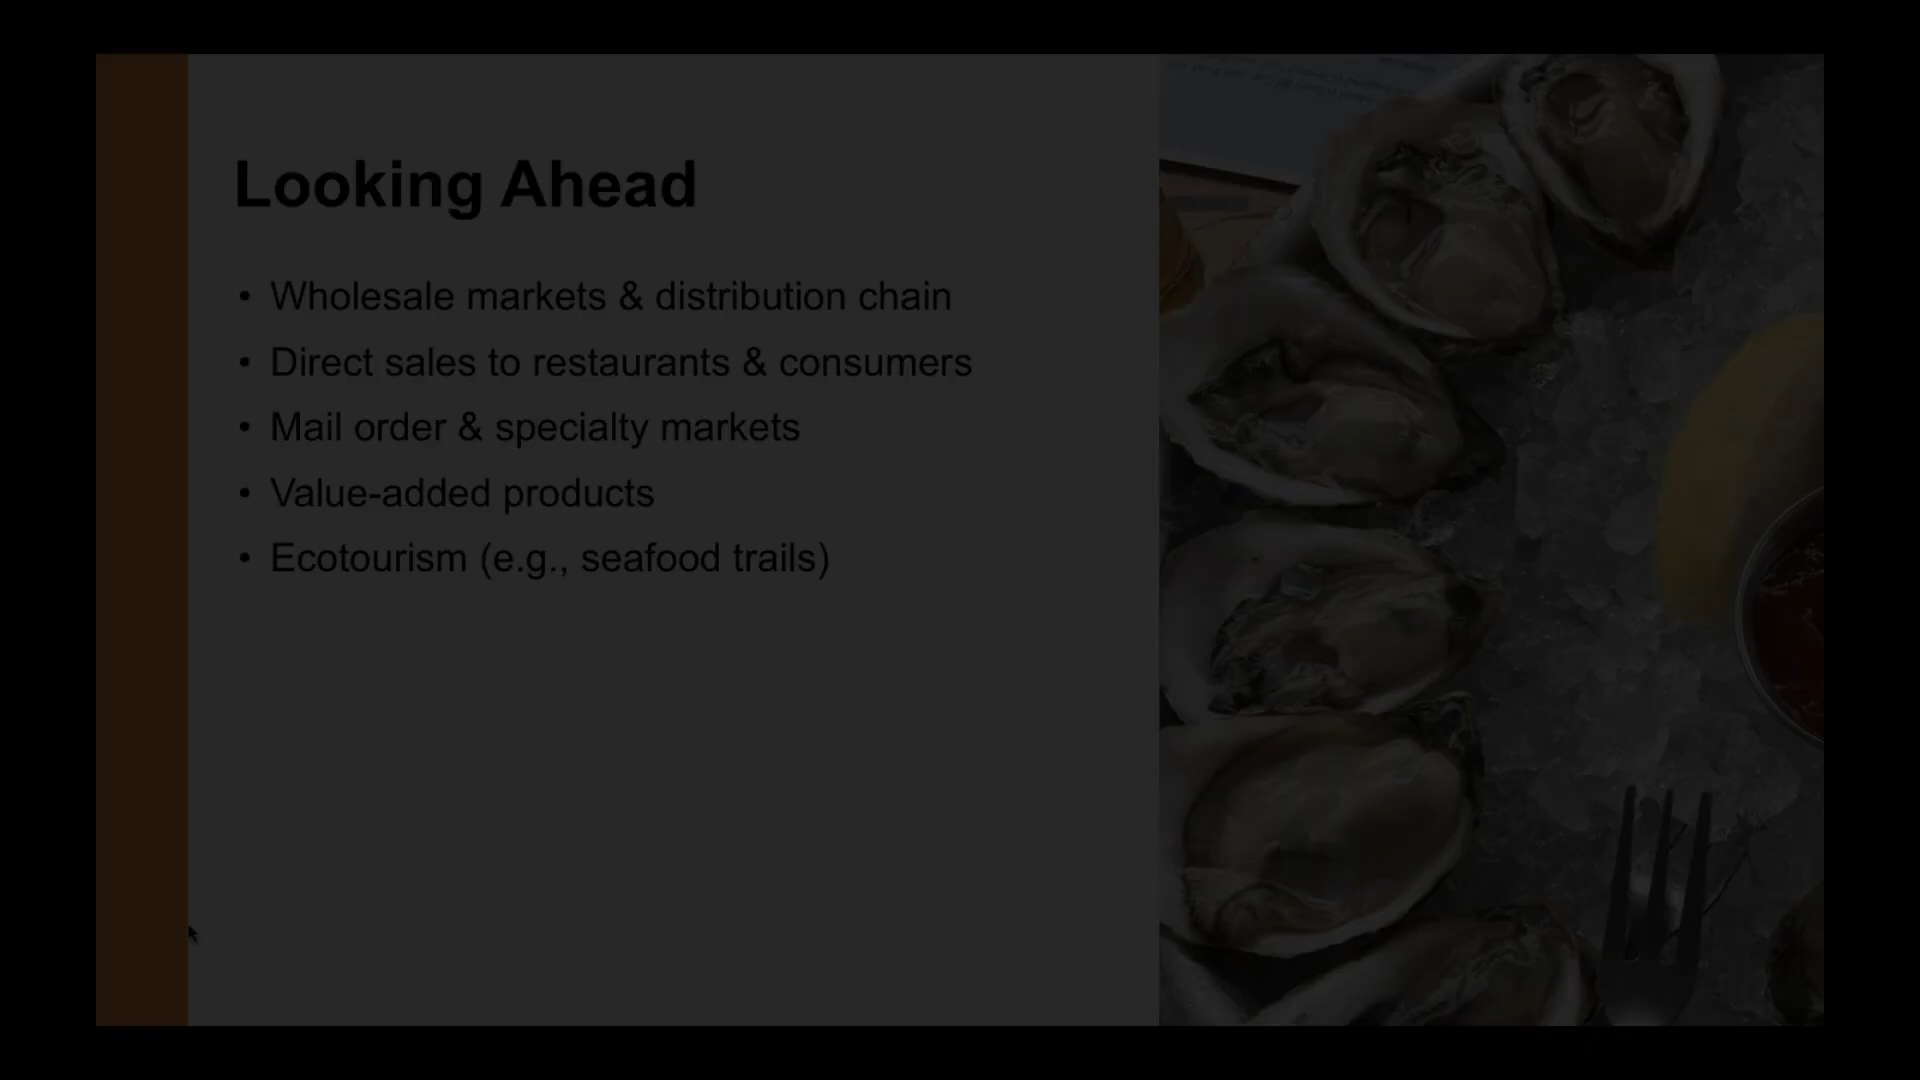 Looking Ahead
• Wholesale markets & distribution chain
• Direct sales to restaurants & consumers
• Mail order & specialty markets
• Value-added products
• Ecotourism (e.g., seafood trails)